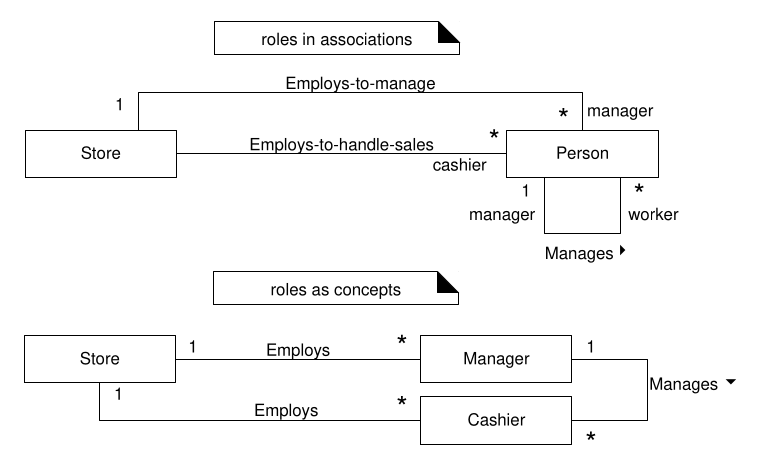 roles in associations
Employs-to-manage
1
*
manager
Store
Employs-to-handle-sales
*
cashier
Person
1
*
manager
worker
Manages
roles as concepts
Store
1
Employs
*
Manager
1
Manages
1
Employs
*
Cashier
*